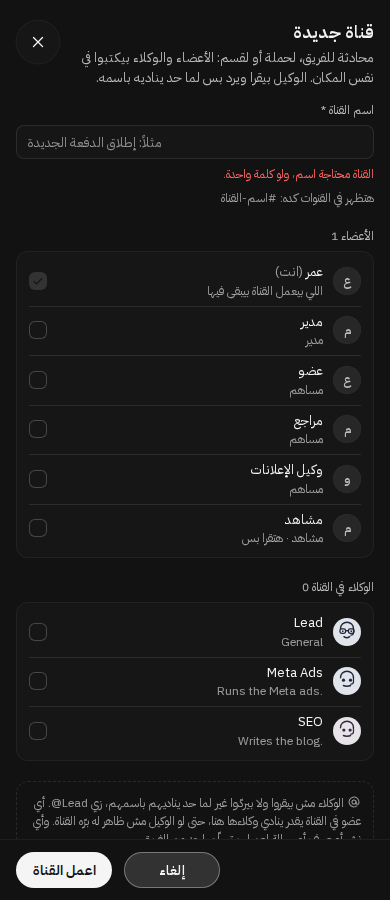 قناة جديدة
محادثة للفريق، لحملة أو لقسم: الأعضاء والوكلاء بيكتبوا في
نفس المكان. الوكيل بيقرا ويرد بس لما حد يناديه باسمه.
اسم القناة *
مثلاً: إطلاق الدفعة الجديدة
القناة محتاجة اسم، ولو كلمة واحدة.
هتظهر في القنوات كده: #اسم-القناة
الأعضاء 1
ع
عمر (انت)
اللي بيعمل القناة بيبقى فيها
م
مدير
مدير
ع
عضو
مساهم
م
مراجع
مساهم
و
وكيل الإعلانات
مساهم
م
مشاهد
مشاهد · هتقرا بس
الوكلاء في القناة 0
Lead
General
Meta Ads
Runs the Meta ads.
SEO
Writes the blog.
الوكلاء مش بيقروا ولا بيردّوا غير لما حد يناديهم باسمهم، زي @Lead. أي
عضو في القناة يقدر ينادي وكلاءها هنا، حتى لو الوكيل مش ظاهر له برّه القناة. وأي
إلغاء
اعمل القناة